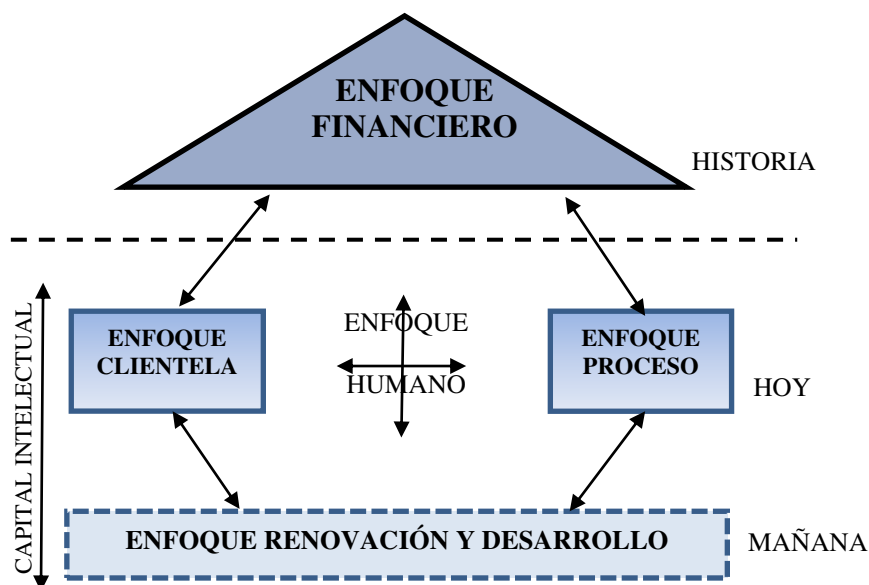 ENFOQUE
FINANCIERO
HISTORIA
CAPITAL INTELECTUAL
ENFOQUE
CLIENTELA
ENFOQUE
HUMANO
ENFOQUE
PROCESO
HOY
ENFOQUE RENOVACIÓN Y DESARROLLO
MAÑANA